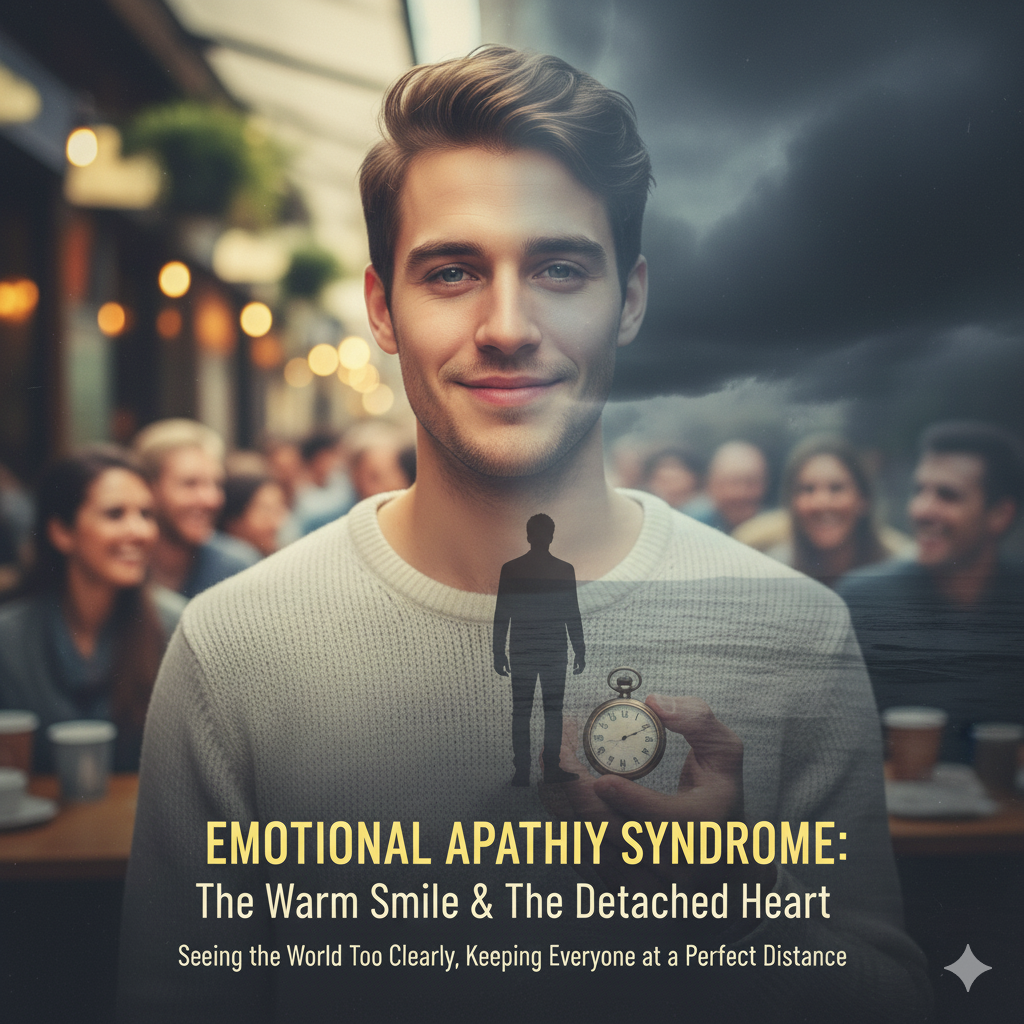 EMOTIONAL APATHIY SYNDROME:
The Warm Smile & The Detached Heart
Seeing the World Too Clearly, Keeping Everyone at a Perfect Distance